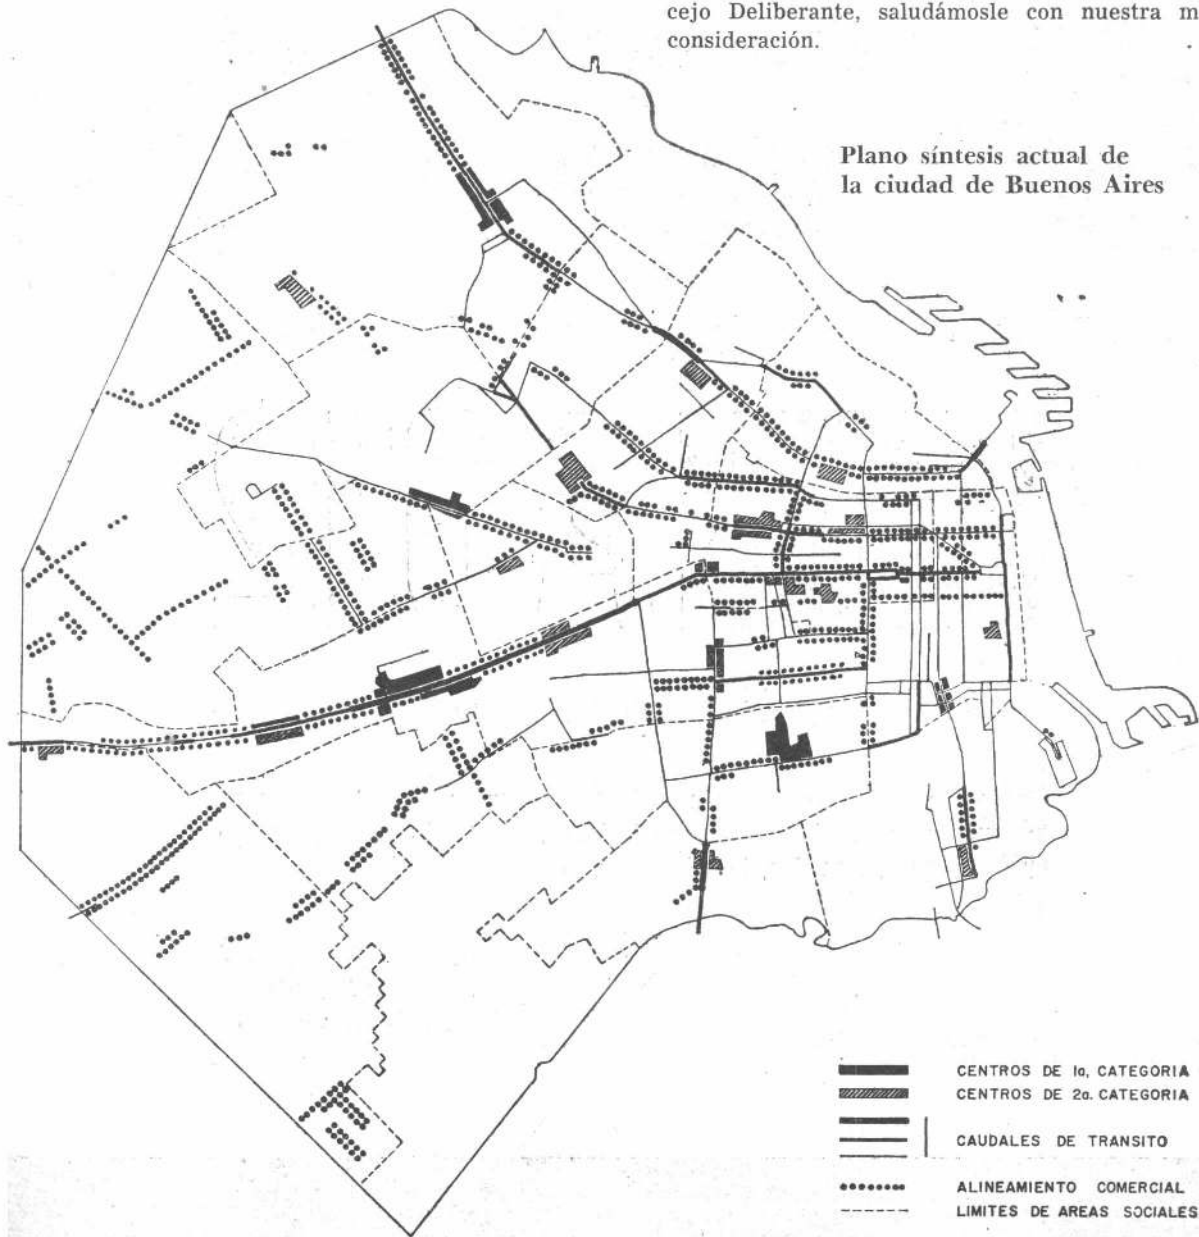 cejo Deliberante, saludámosle con nuestra m
consideración.
Plano síntesis actual de
la ciudad de Buenos Aires
CENTROS DE 1a. CATEGORIA
CENTROS DE 2a. CATEGORIA
CAUDALES DE TRANSITO
ALINEAMIENTO COMERCIAL
LIMITES DE AREAS SOCIALES